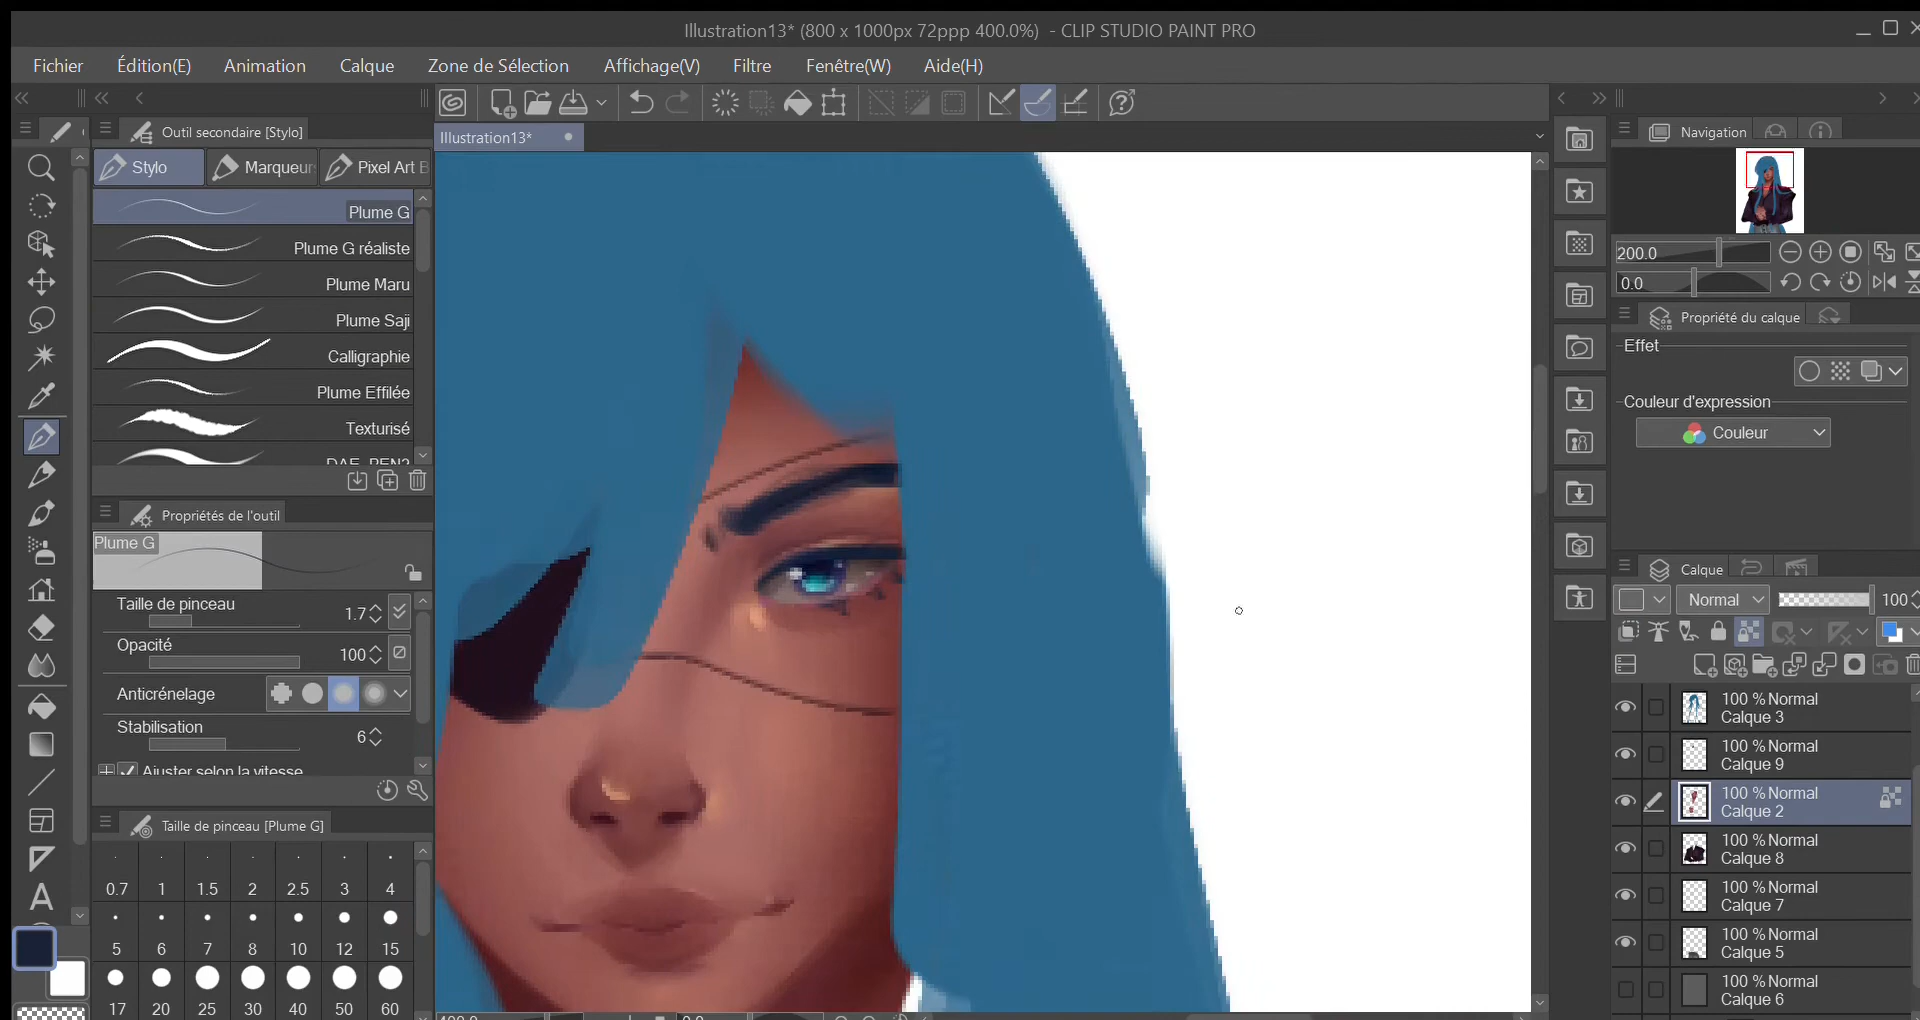 Illustration13* (800 x 1000px 72ppp 400.0%) - CLIP STUDIO PAINT PRO
Fichier Édition(E) Animation Calque Zone de Sélection Affichage(V) Filtre Fenêtre(W) Aide(H)
Outil secondaire [Stylo]
Stylo Marqueur Pixel Art B
Plume G
Plume G réaliste
Plume Maru
Plume Saji
Calligraphie
Plume Effilée
Texturisé
DAE_PEN2
Propriétés de l'outil
Plume G
Taille de pinceau 1.7
Opacité 100
Anticrénelage
Stabilisation 6
Ajuster selon la vitesse
Taille de pinceau [Plume G]
0.7 1 1.5 2 2.5 3 4
5 6 7 8 10 12 15
17 20 25 30 40 50 60
A
Illustration13*
400.0 0.0
Navigation
200.0
0.0
Propriété du calque
Effet
Couleur d'expression
Couleur
Calque
Normal 100
100 % Normal
Calque 3
100 % Normal
Calque 9
100 % Normal
Calque 2
100 % Normal
Calque 8
100 % Normal
Calque 7
100 % Normal
Calque 5
100 % Normal
Calque 6